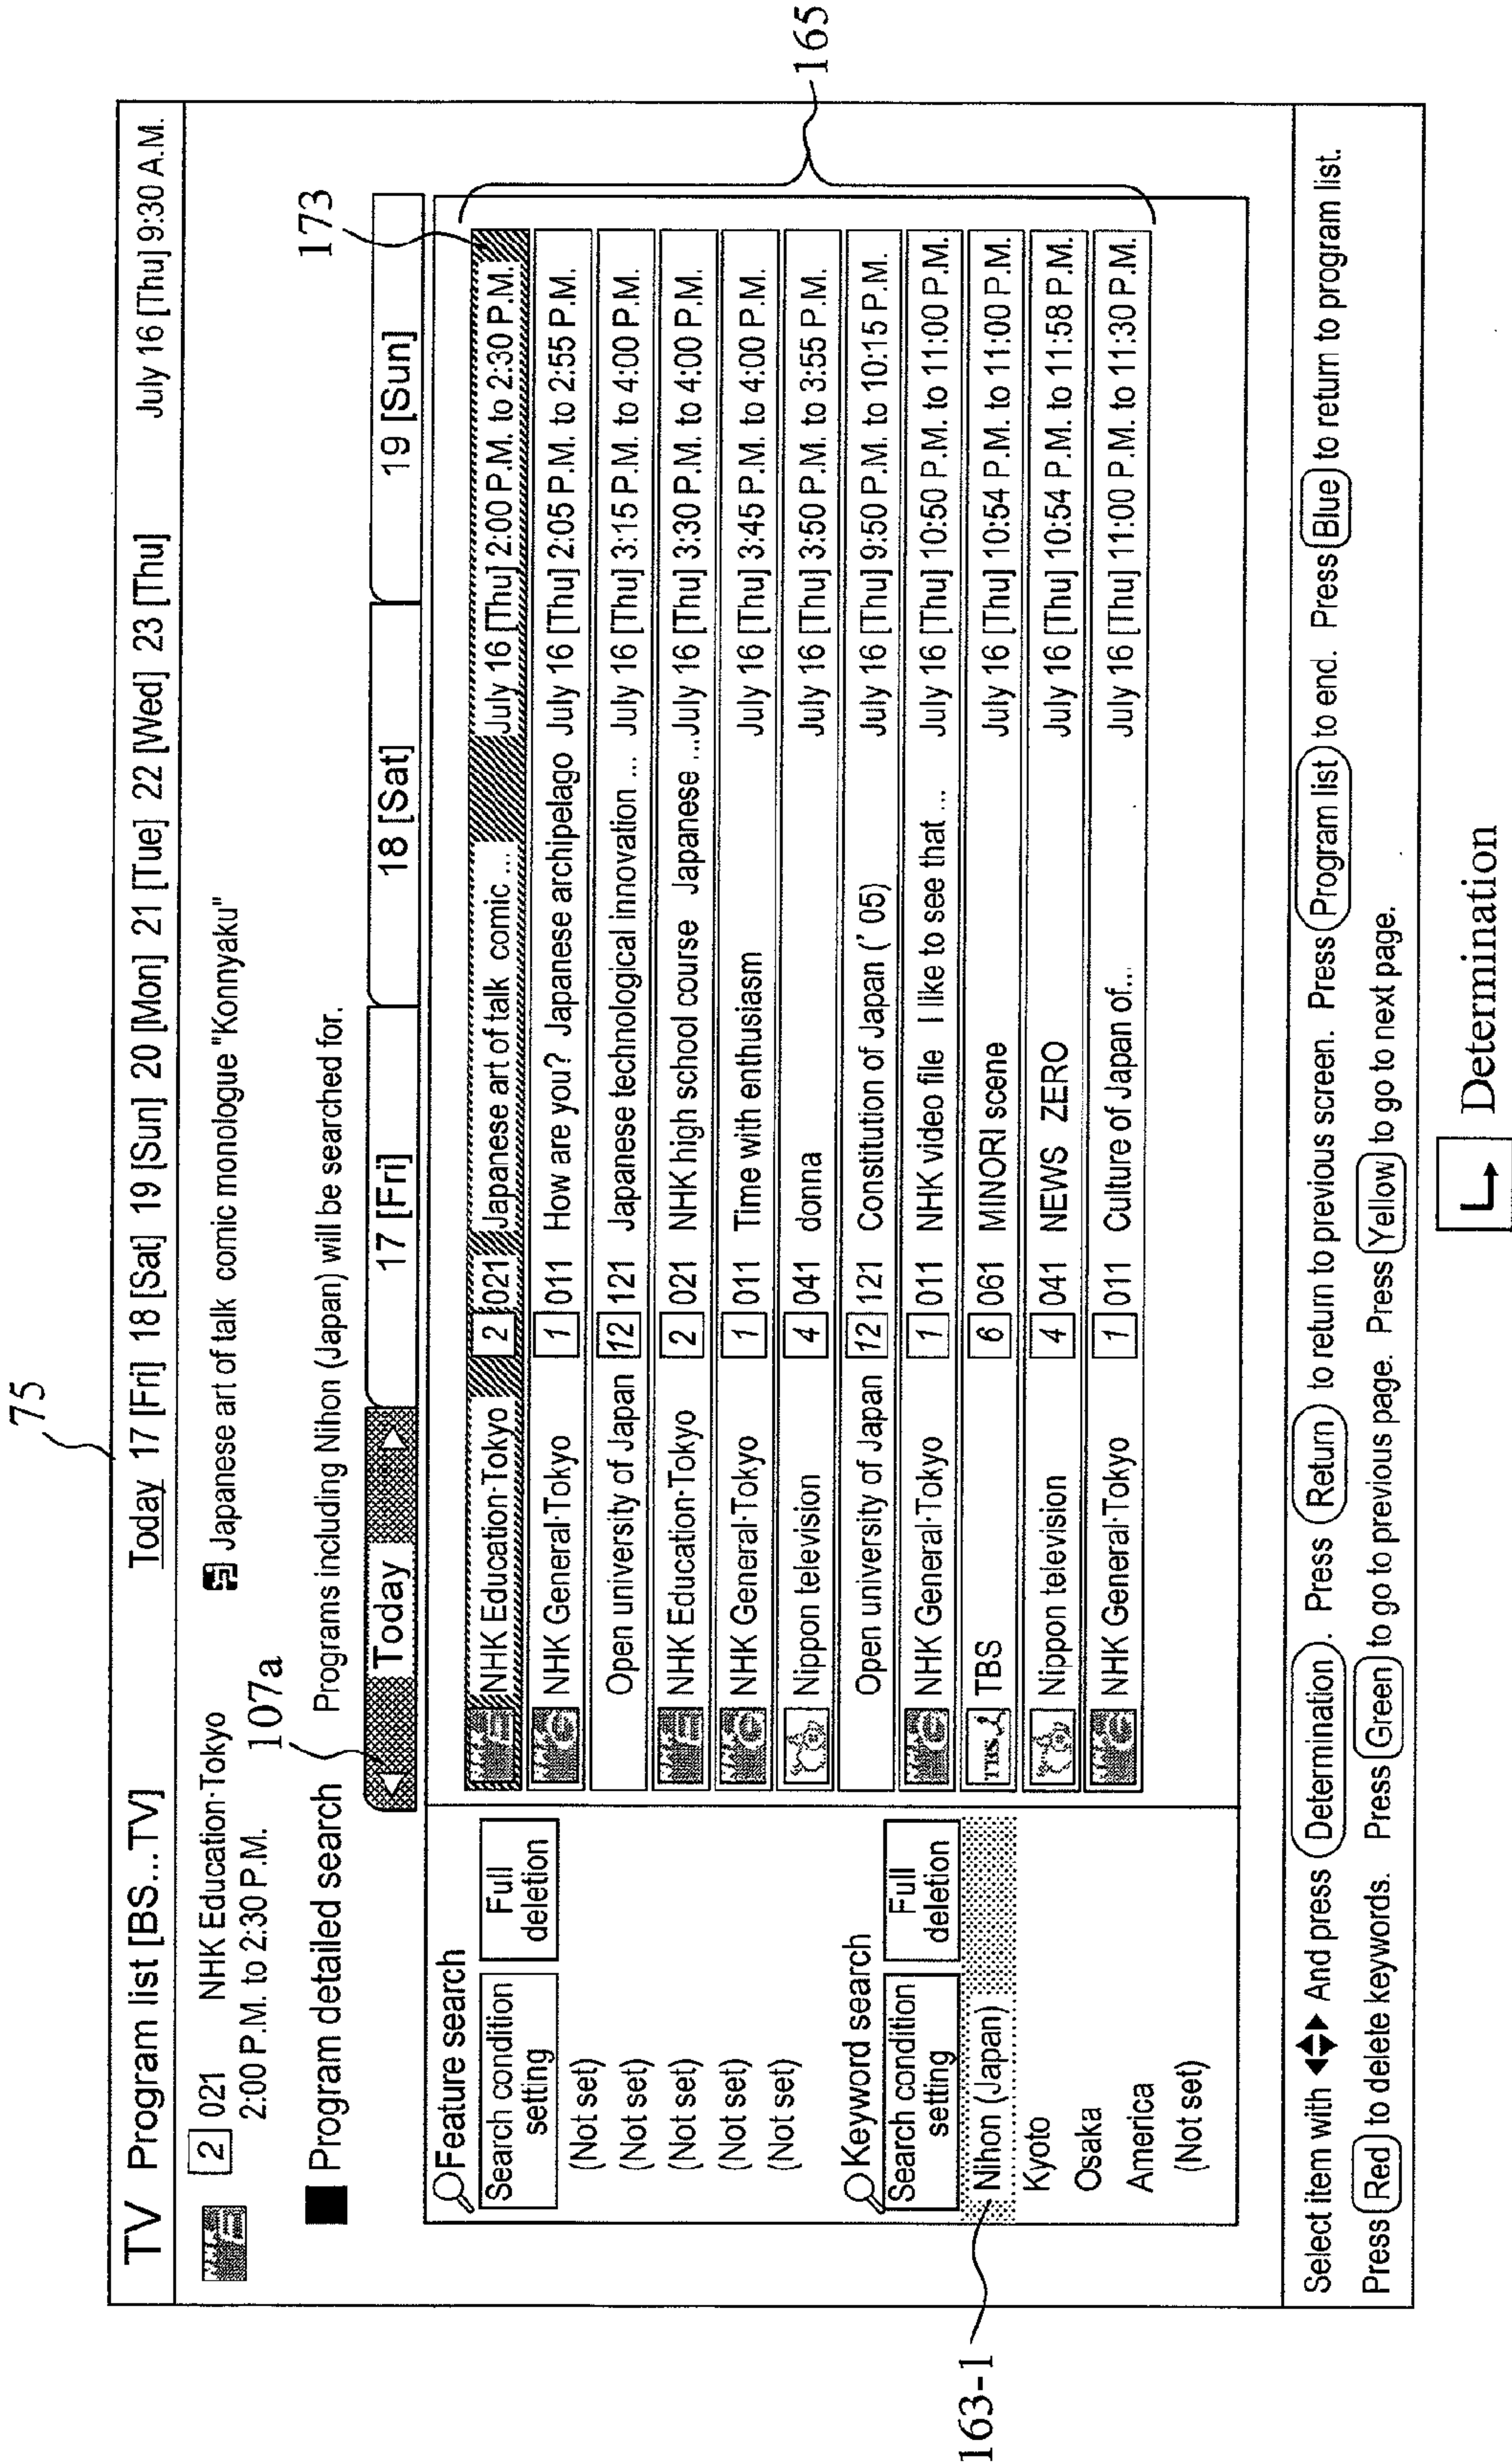 75
TV Program list [BS...TV] Today 17 [Fri] 18 [Sat] 19 [Sun] 20 [Mon] 21 [Tue] 22 [Wed] 23 [Thu] July 16 [Thu] 9:30 A.M.
2 021 NHK Education·Tokyo Japanese art of talk comic monologue "Konnyaku"
2:00 P.M. to 2:30 P.M.
107a
Program detailed search Programs including Nihon (Japan) will be searched for.
173
Today 17 [Fri] 18 [Sat] 19 [Sun]
Feature search
Search condition setting Full deletion
(Not set)
(Not set)
(Not set)
(Not set)
(Not set)
Keyword search
Search condition setting Full deletion
163-1
Nihon (Japan)
Kyoto
Osaka
America
(Not set)
NHK Education·Tokyo 2 021 Japanese art of talk comic ... July 16 [Thu] 2:00 P.M. to 2:30 P.M.
NHK General·Tokyo 1 011 How are you? Japanese archipelago July 16 [Thu] 2:05 P.M. to 2:55 P.M.
Open university of Japan 12 121 Japanese technological innovation ... July 16 [Thu] 3:15 P.M. to 4:00 P.M.
NHK Education·Tokyo 2 021 NHK high school course Japanese ...July 16 [Thu] 3:30 P.M. to 4:00 P.M.
NHK General·Tokyo 1 011 Time with enthusiasm July 16 [Thu] 3:45 P.M. to 4:00 P.M.
Nippon television 4 041 donna July 16 [Thu] 3:50 P.M. to 3:55 P.M.
Open university of Japan 12 121 Constitution of Japan (’05) July 16 [Thu] 9:50 P.M. to 10:15 P.M.
NHK General·Tokyo 1 011 NHK video file I like to see that ... July 16 [Thu] 10:50 P.M. to 11:00 P.M.
TBS TBS 6 061 MINORI scene July 16 [Thu] 10:54 P.M. to 11:00 P.M.
Nippon television 4 041 NEWS ZERO July 16 [Thu] 10:54 P.M. to 11:58 P.M.
NHK General·Tokyo 1 011 Culture of Japan of... July 16 [Thu] 11:00 P.M. to 11:30 P.M.
165
Select item with ◀▲▼▶ And press Determination. Press Return to return to previous screen. Press Program list to end. Press Blue to return to program list.
Press Red to delete keywords. Press Green to go to previous page. Press Yellow to go to next page.
Determination